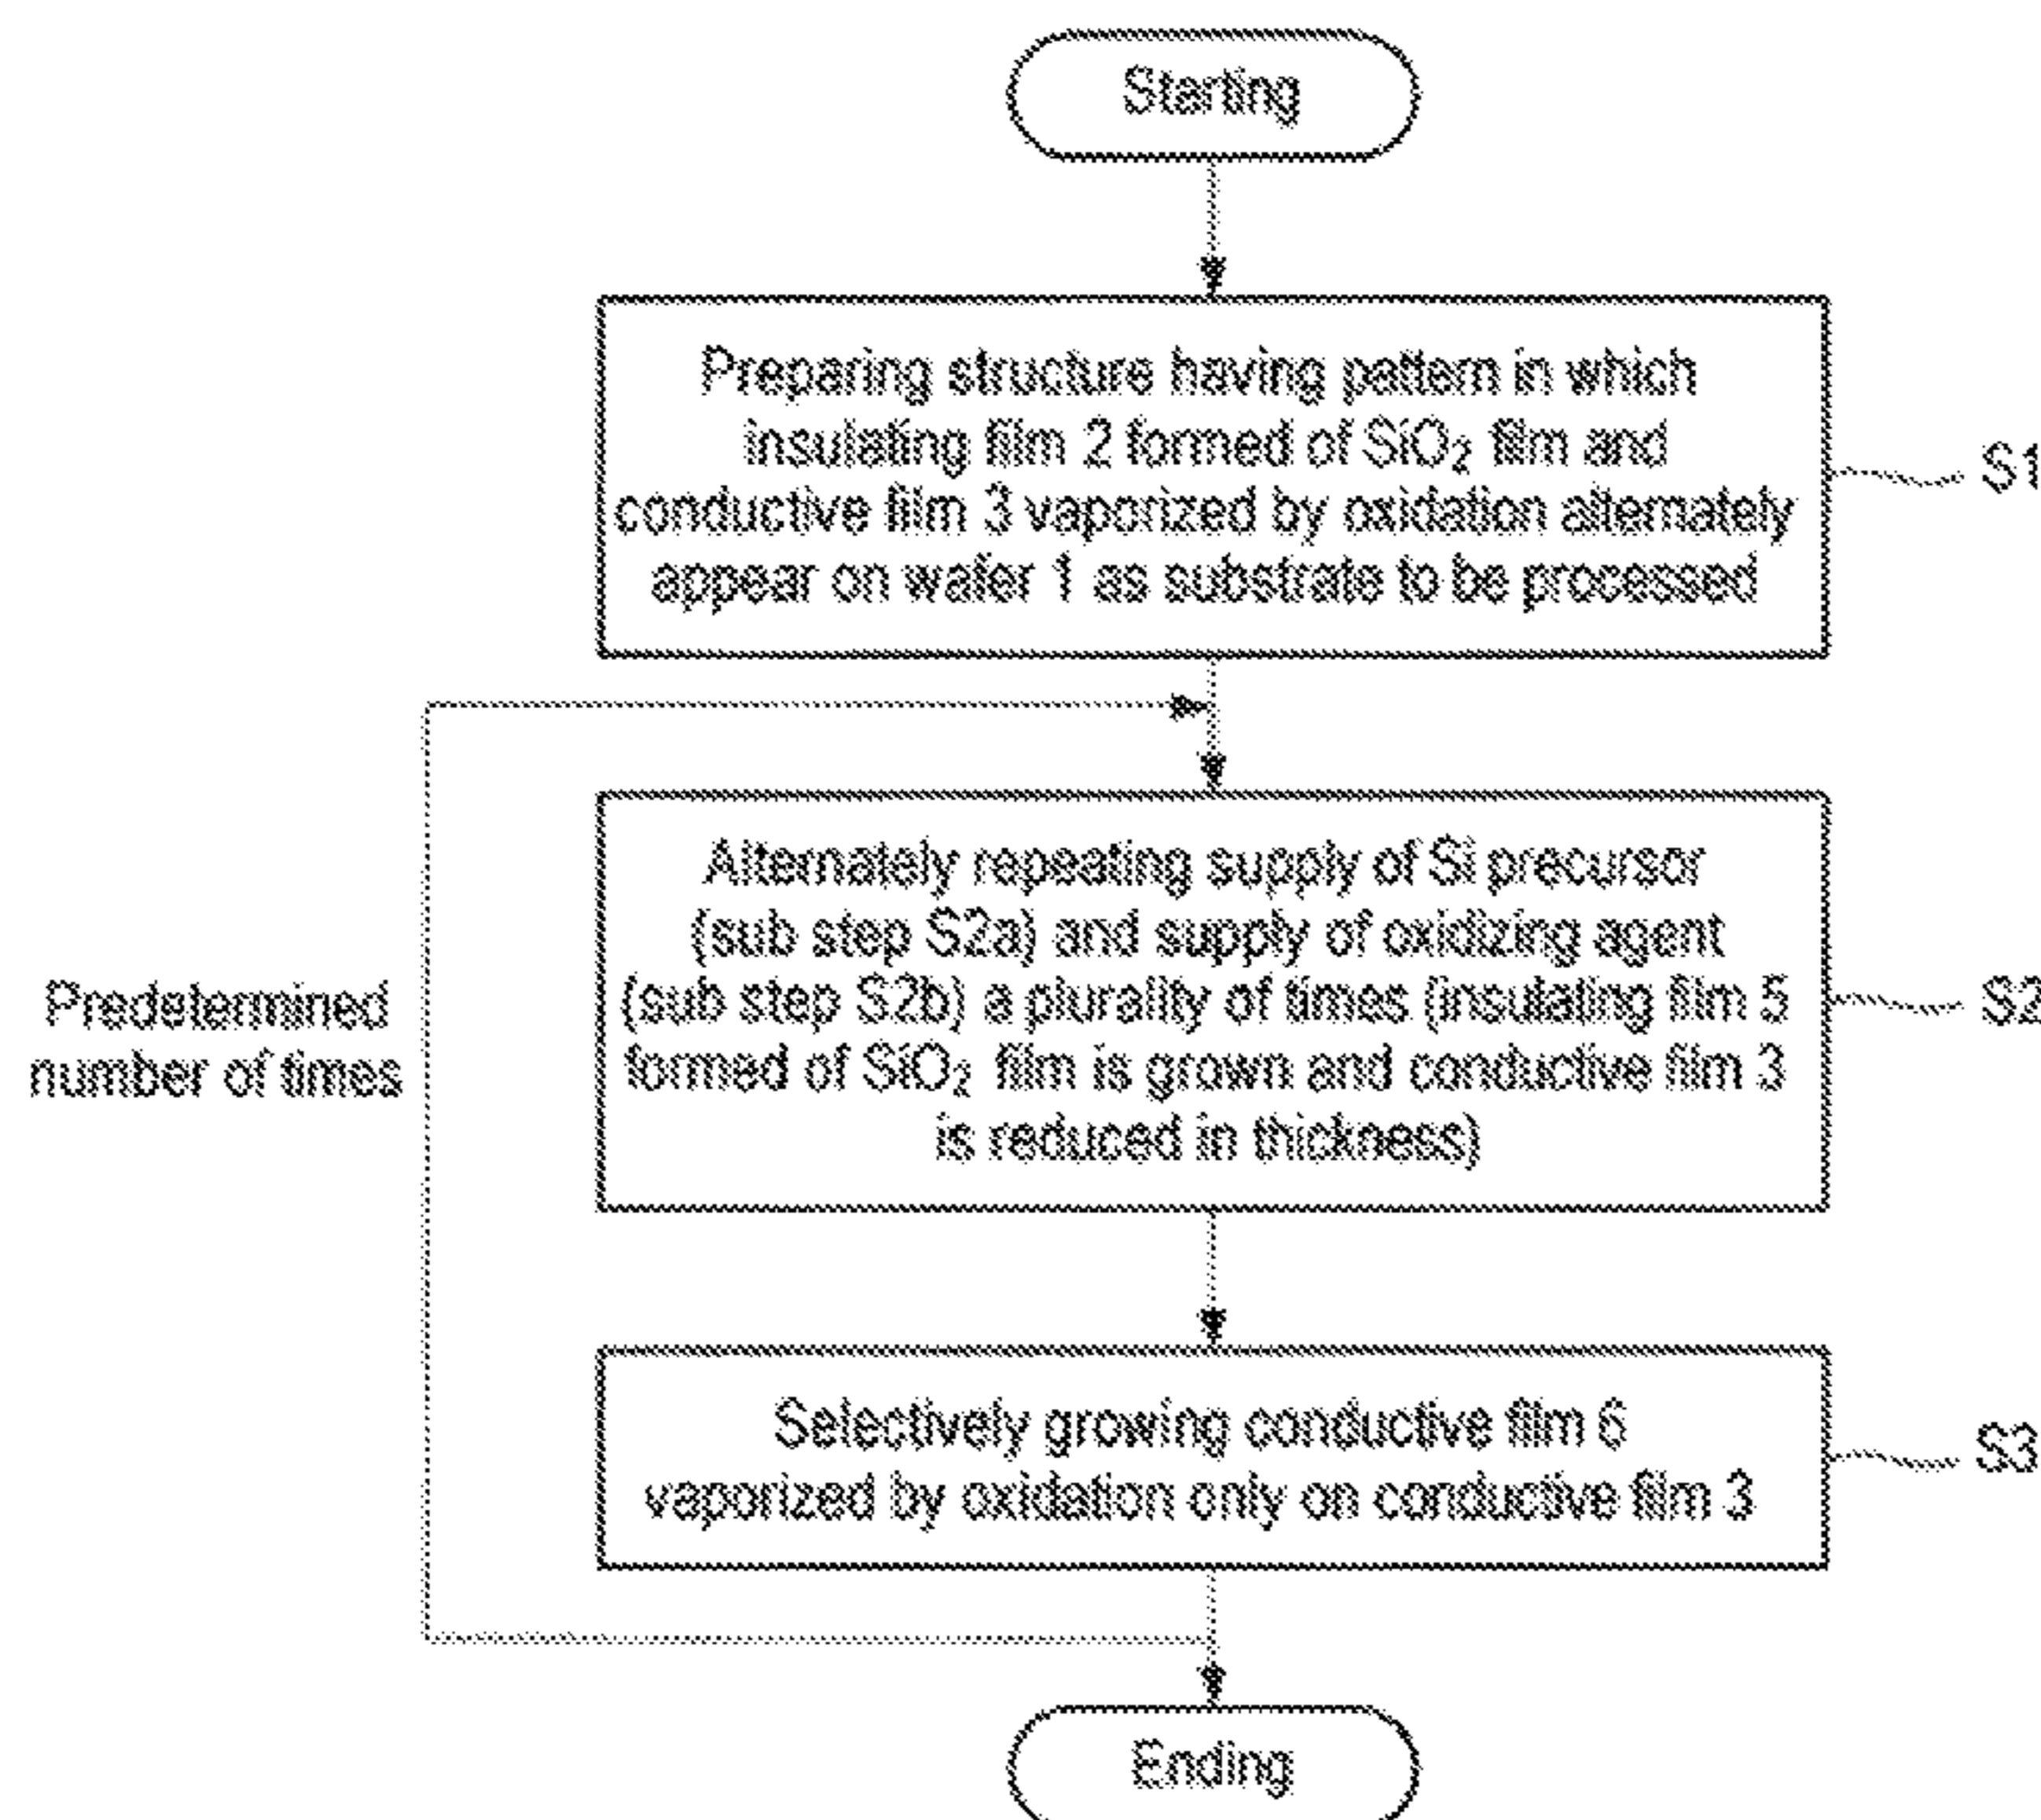 Starting
Preparing structure having pattern in which
insulating film 2 formed of SiO₂ film and
conductive film 3 vaporized by oxidation alternately
appear on wafer 1 as substrate to be processed
S1
Alternately repeating supply of Si precursor
(sub step S2a) and supply of oxidizing agent
(sub step S2b) a plurality of times (insulating film 5
formed of SiO₂ film is grown and conductive film 3
is reduced in thickness)
S2
Predetermined
number of times
Selectively growing conductive film 6
vaporized by oxidation only on conductive film 3
S3
Ending